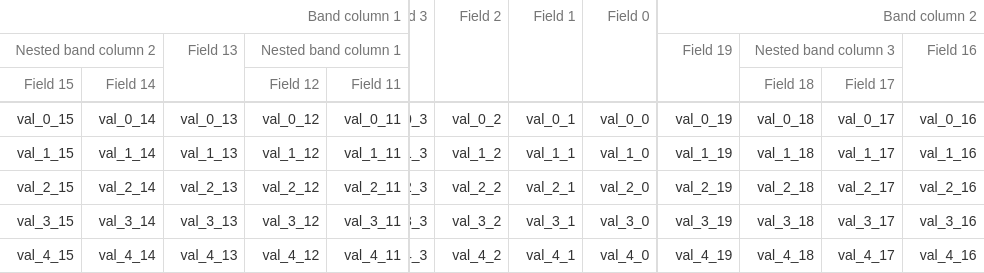 Band column 1 3 Field 2 Field 1 Field 0 Band column 2
Nested band column 2 Field 13 Nested band column 1 Field 19 Nested band column 3 Field 16
Field 15 Field 14 Field 12 Field 11 Field 18 Field 17
val_0_15 val_0_14 val_0_13 val_0_12 val_0_11 _3 val_0_2 val_0_1 val_0_0 val_0_19 val_0_18 val_0_17 val_0_16
val_1_15 val_1_14 val_1_13 val_1_12 val_1_11 _3 val_1_2 val_1_1 val_1_0 val_1_19 val_1_18 val_1_17 val_1_16
val_2_15 val_2_14 val_2_13 val_2_12 val_2_11 _3 val_2_2 val_2_1 val_2_0 val_2_19 val_2_18 val_2_17 val_2_16
val_3_15 val_3_14 val_3_13 val_3_12 val_3_11 _3 val_3_2 val_3_1 val_3_0 val_3_19 val_3_18 val_3_17 val_3_16
val_4_15 val_4_14 val_4_13 val_4_12 val_4_11 _3 val_4_2 val_4_1 val_4_0 val_4_19 val_4_18 val_4_17 val_4_16